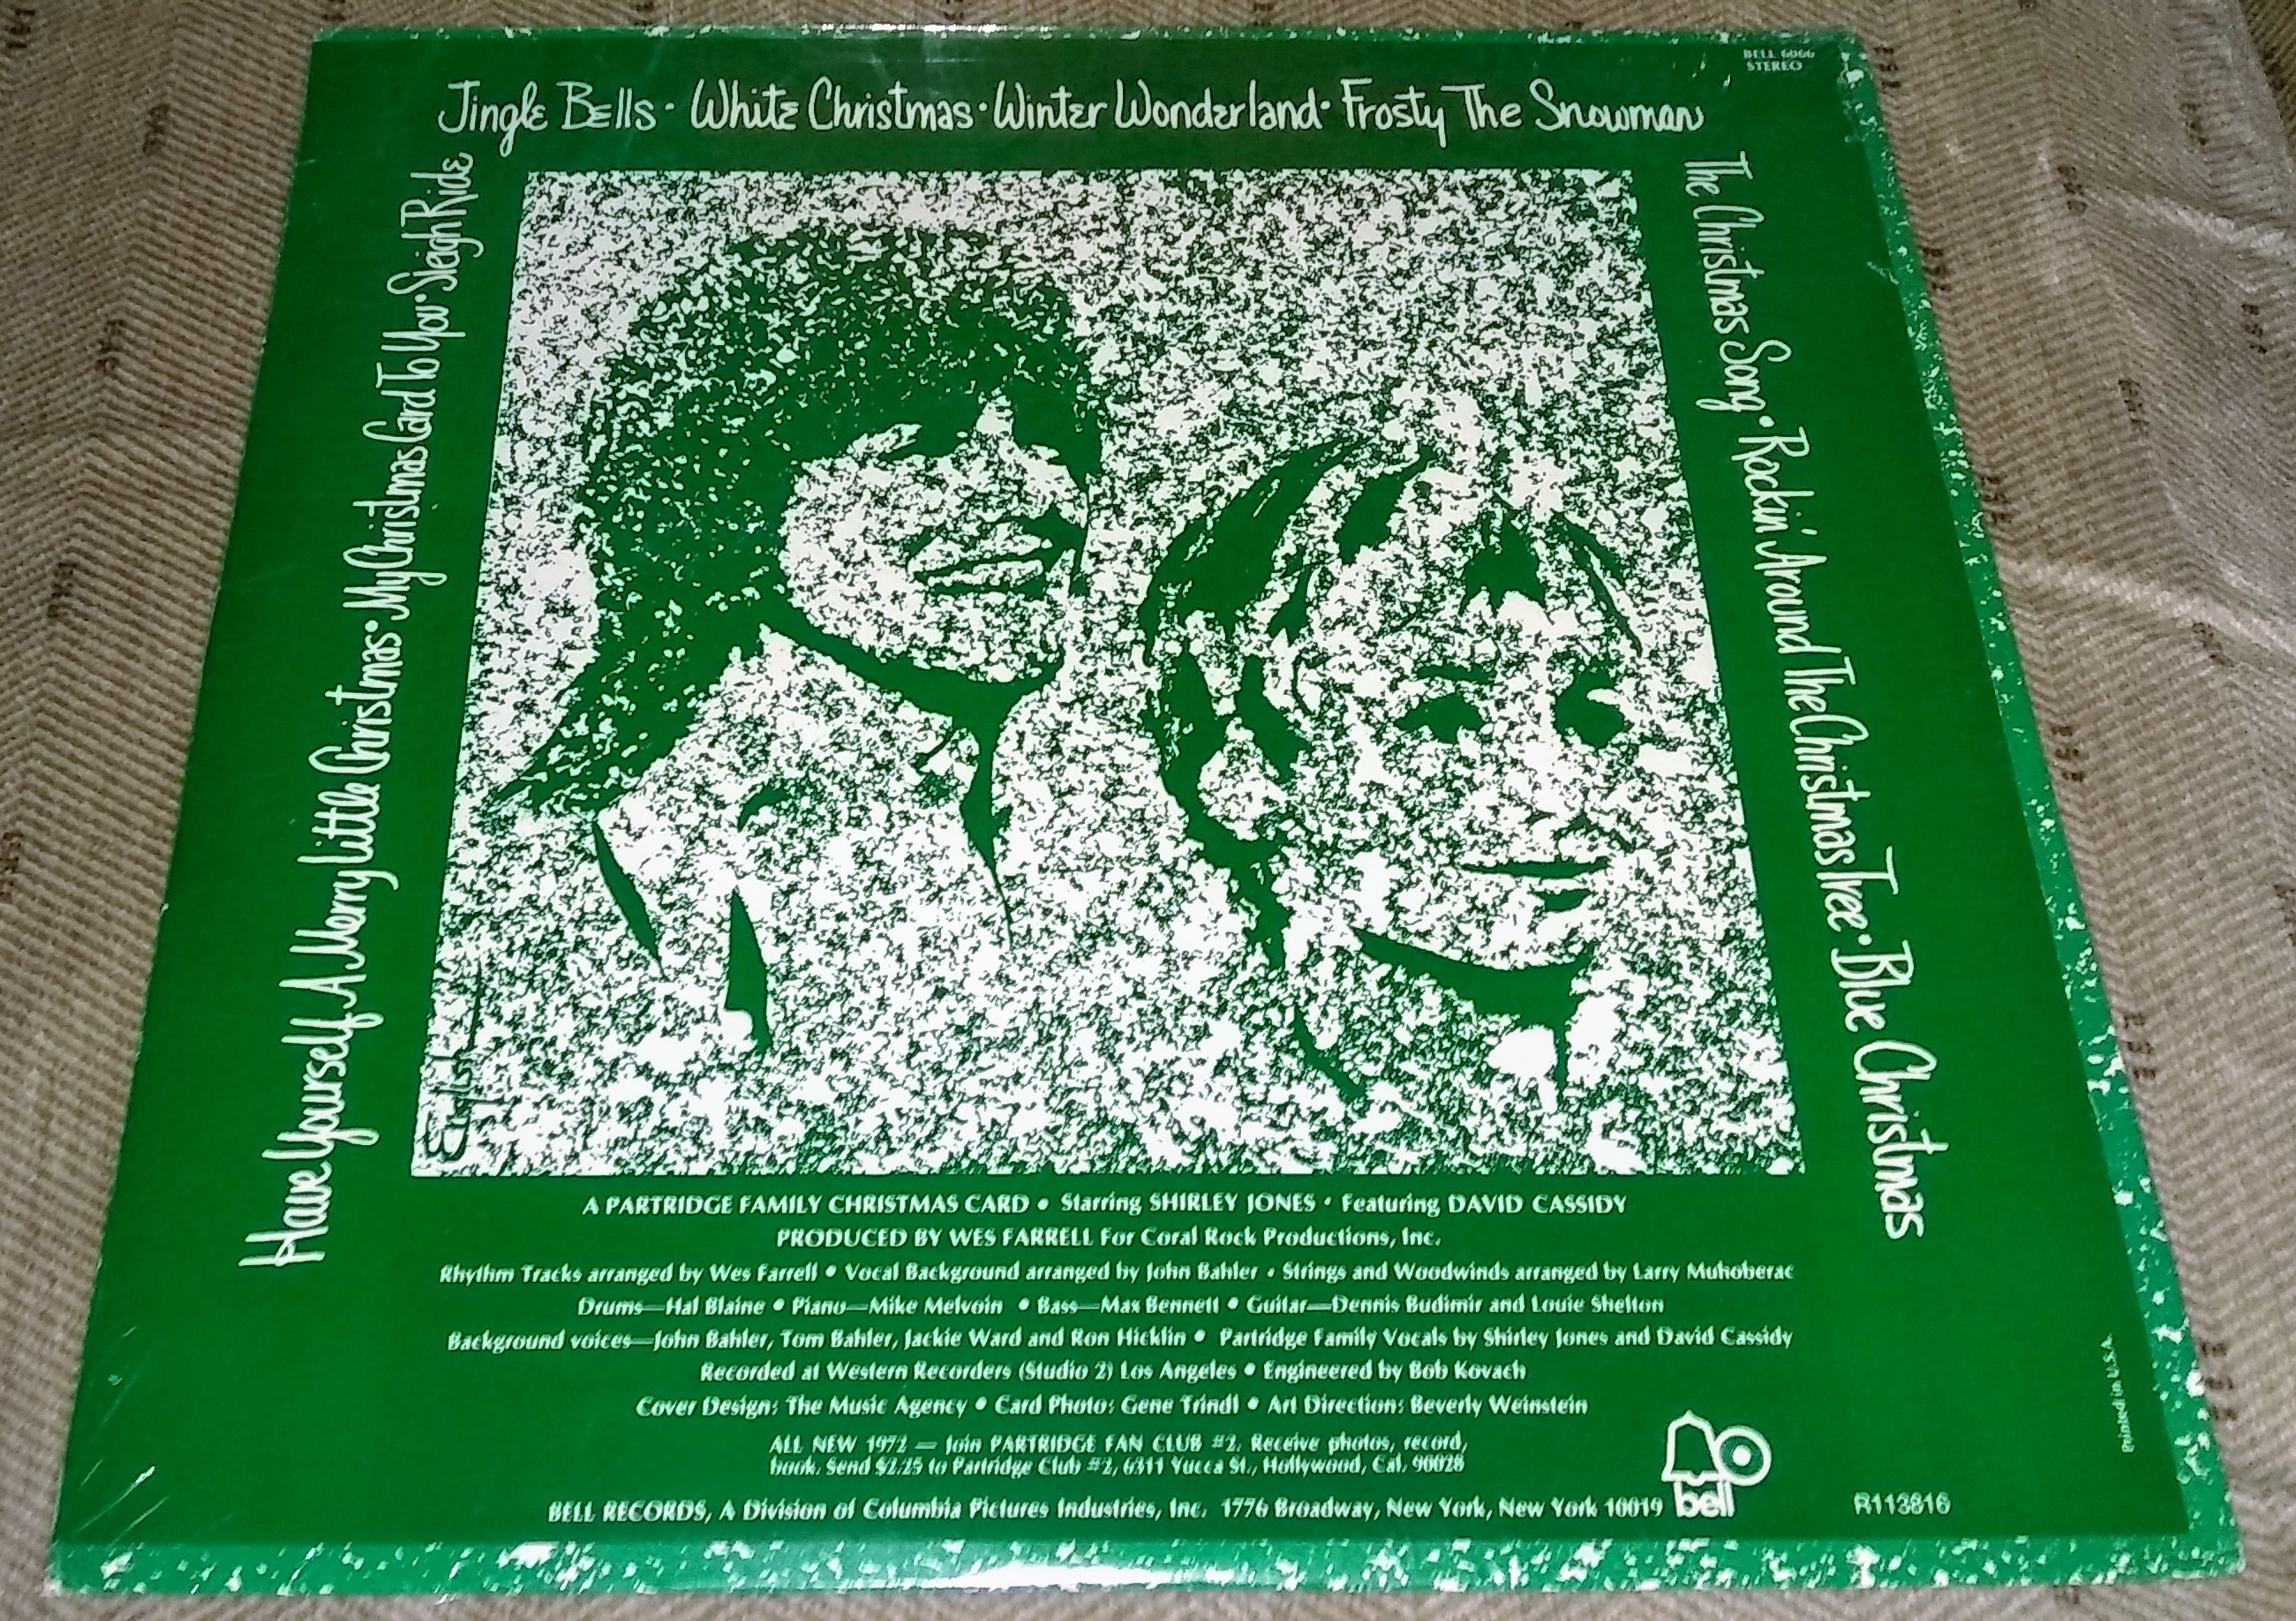 BELL 6066
STEREO
Jingle Bells · White Christmas · Winter Wonderland · Frosty The Snowman
The Christmas Song · Rockin' Around The Christmas Tree · Blue Christmas
Have Yourself A Merry Little Christmas · My Christmas Card To You · Sleigh Ride
A PARTRIDGE FAMILY CHRISTMAS CARD • Starring SHIRLEY JONES • Featuring DAVID CASSIDY
PRODUCED BY WES FARRELL For Coral Rock Productions, Inc.
Rhythm Tracks arranged by Wes Farrell • Vocal Background arranged by John Bahler • Strings and Woodwinds arranged by Larry Muhoberac
Drums—Hal Blaine • Piano—Mike Melvoin • Bass—Max Bennett • Guitar—Dennis Budimir and Louie Shelton
Background voices—John Bahler, Tom Bahler, Jackie Ward and Ron Hicklin • Partridge Family Vocals by Shirley Jones and David Cassidy
Recorded at Western Recorders (Studio 2) Los Angeles • Engineered by Bob Kovach
Cover Design: The Music Agency • Card Photo: Gene Trindl • Art Direction: Beverly Weinstein
ALL NEW 1972 — Join PARTRIDGE FAN CLUB #2. Receive photos, record,
book. Send $2.25 to Partridge Club #2, 6311 Yucca St., Hollywood, Cal. 90028
BELL RECORDS, A Division of Columbia Pictures Industries, Inc. 1776 Broadway, New York, New York 10019
bell
R113816
Printed in U.S.A.